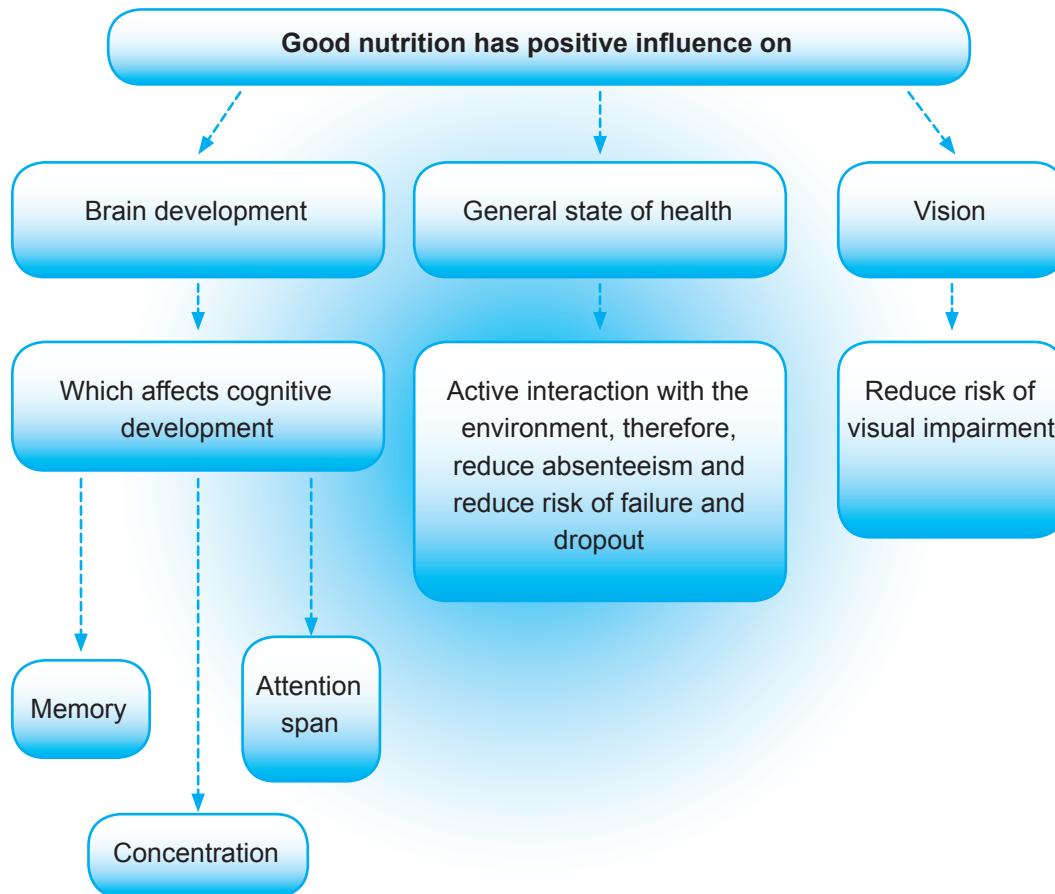 Good nutrition has positive influence on
Brain development
General state of health
Vision
Which affects cognitive
development
Active interaction with the
environment, therefore,
reduce absenteeism and
reduce risk of failure and
dropout
Reduce risk of
visual impairment
Memory
Attention
span
Concentration